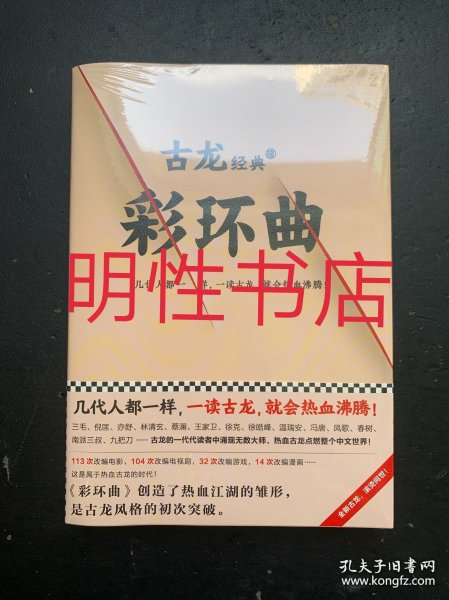 古龙经典
彩环曲
几代人都一样，一读古龙，就会热血沸腾！
明性书店
几代人都一样，一读古龙，就会热血沸腾！
三毛、倪匡、亦舒、林清玄、蔡澜、王家卫、徐克、徐皓峰、温瑞安、冯唐、凤歌、春树、
南派三叔、九把刀……古龙的一代代读者中涌现无数大师，热血古龙点燃整个中文世界！
113次改编电影，104次改编电视剧，32次改编游戏，14次改编漫画……
这是属于热血古龙的时代！
《彩环曲》创造了热血江湖的雏形，
是古龙风格的初次突破。
全新古龙，滚烫问世！
孔夫子旧书网
www.kongfz.com